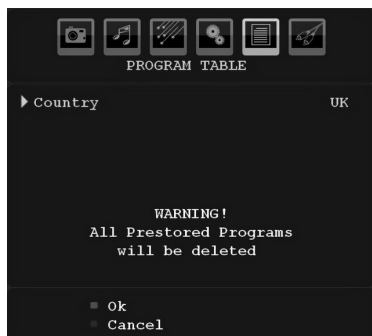 PROGRAM TABLE
Country UK
WARNING!
All Prestored Programs
will be deleted
Ok
Cancel